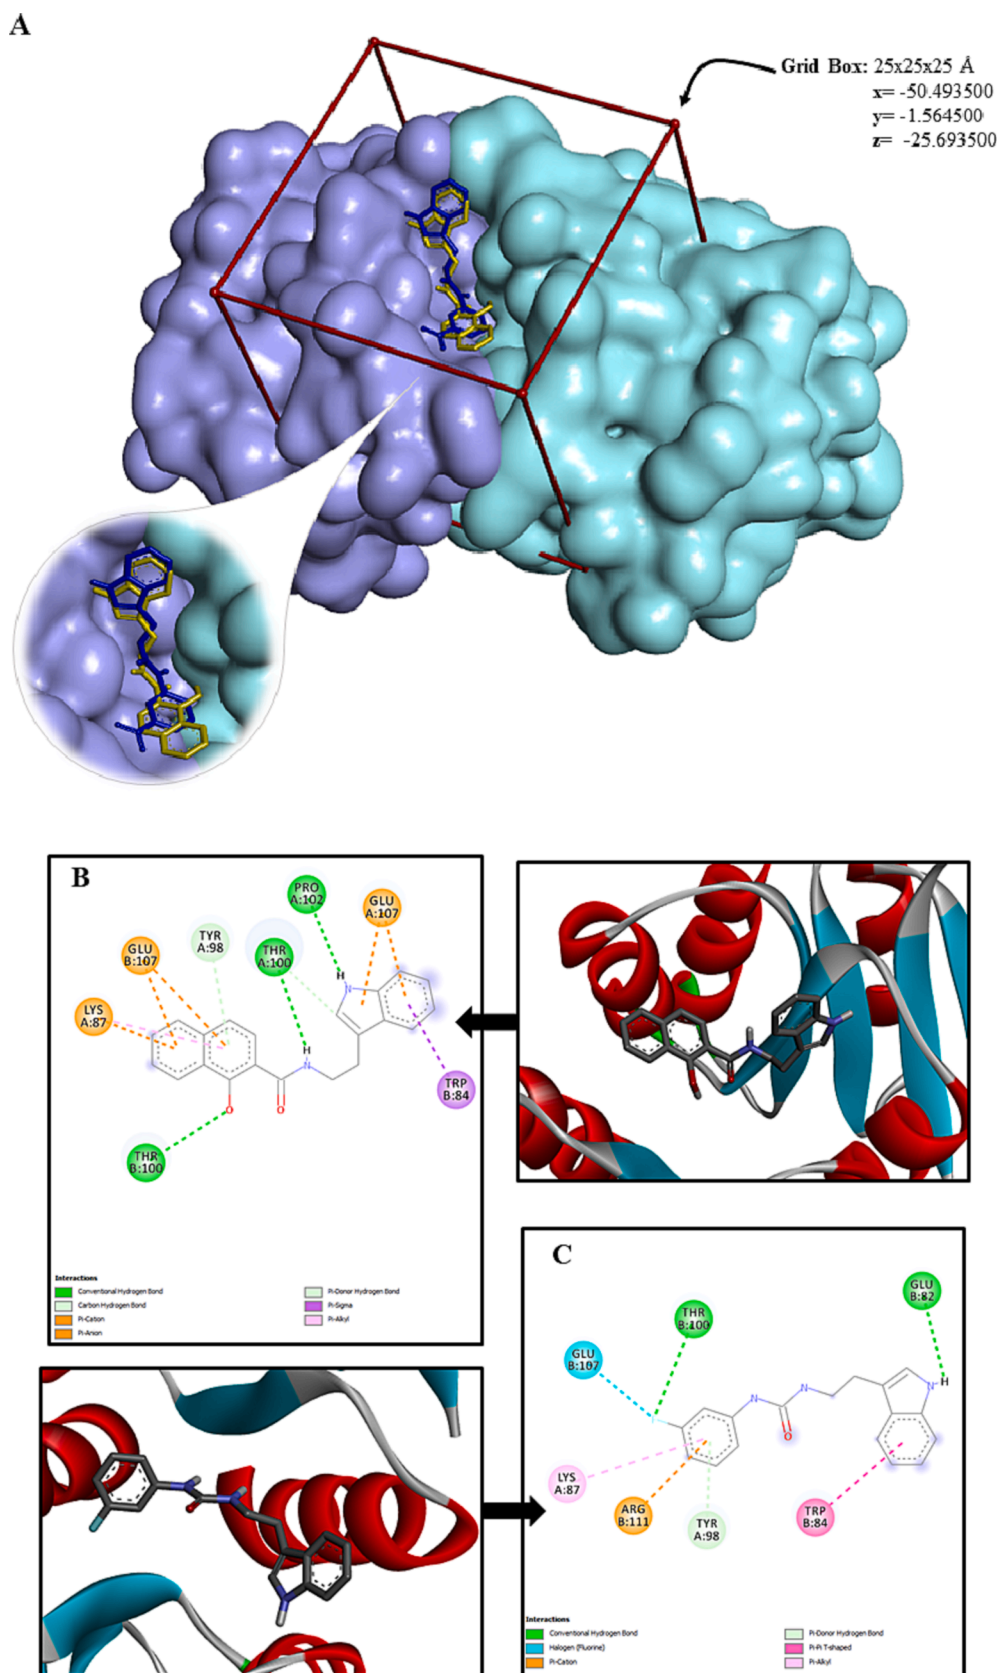 A
Grid Box: 25x25x25 Å
x= -50.493500
y= -1.564500
z= -25.693500
B
PRO
A:102
GLU
A:107
TYR
A:98
THR
A:100
GLU
B:107
LYS
A:87
H
N
H
N
O
O
TRP
B:84
THR
B:100
Interactions
Conventional Hydrogen Bond
Carbon Hydrogen Bond
Pi-Cation
Pi-Anion
Pi-Donor Hydrogen Bond
Pi-Sigma
Pi-Alkyl
C
GLU
B:82
THR
B:100
GLU
B:107
N
N
N
H
O
LYS
A:87
ARG
B:111
TYR
A:98
TRP
B:84
Interactions
Conventional Hydrogen Bond
Halogen (Fluorine)
Pi-Cation
Pi-Donor Hydrogen Bond
Pi-Pi T-shaped
Pi-Alkyl